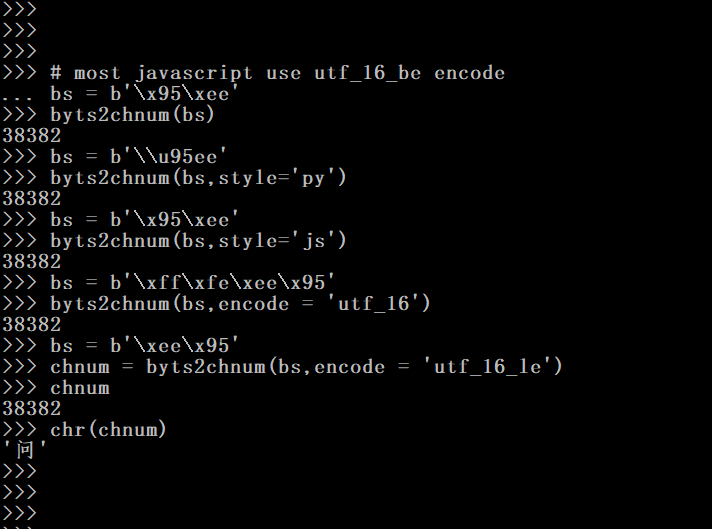 >>>
>>>
>>>
>>> # most javascript use utf_16_be encode
... bs = b'\x95\xee'
>>> byts2chnum(bs)
38382
>>> bs = b'\\u95ee'
>>> byts2chnum(bs,style='py')
38382
>>> bs = b'\x95\xee'
>>> byts2chnum(bs,style='js')
38382
>>> bs = b'\xff\xfe\xee\x95'
>>> byts2chnum(bs,encode = 'utf_16')
38382
>>> bs = b'\xee\x95'
>>> chnum = byts2chnum(bs,encode = 'utf_16_le')
>>> chnum
38382
>>> chr(chnum)
'问'
>>>
>>>
>>>